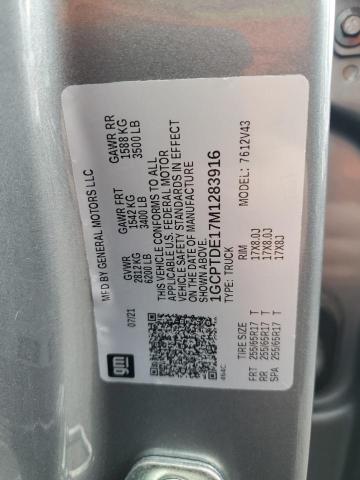 MFD BY GENERAL MOTORS LLC
07/21
GVWR
2812 KG
6200 LB
GAWR FRT
1542 KG
3400 LB
GAWR RR
1588 KG
3500 LB
THIS VEHICLE CONFORMS TO ALL
APPLICABLE U.S. FEDERAL MOTOR
VEHICLE SAFETY STANDARDS IN EFFECT
ON THE DATE OF MANUFACTURE
SHOWN ABOVE.
1GCPTDE17M1283916
TYPE: TRUCK
MODEL: 7612V43
TIRE SIZE RIM
FRT 255/65R17 T 17X8.0J
RR 255/65R17 T 17X8.0J
SPA 255/65R17 T 17X8J
gm